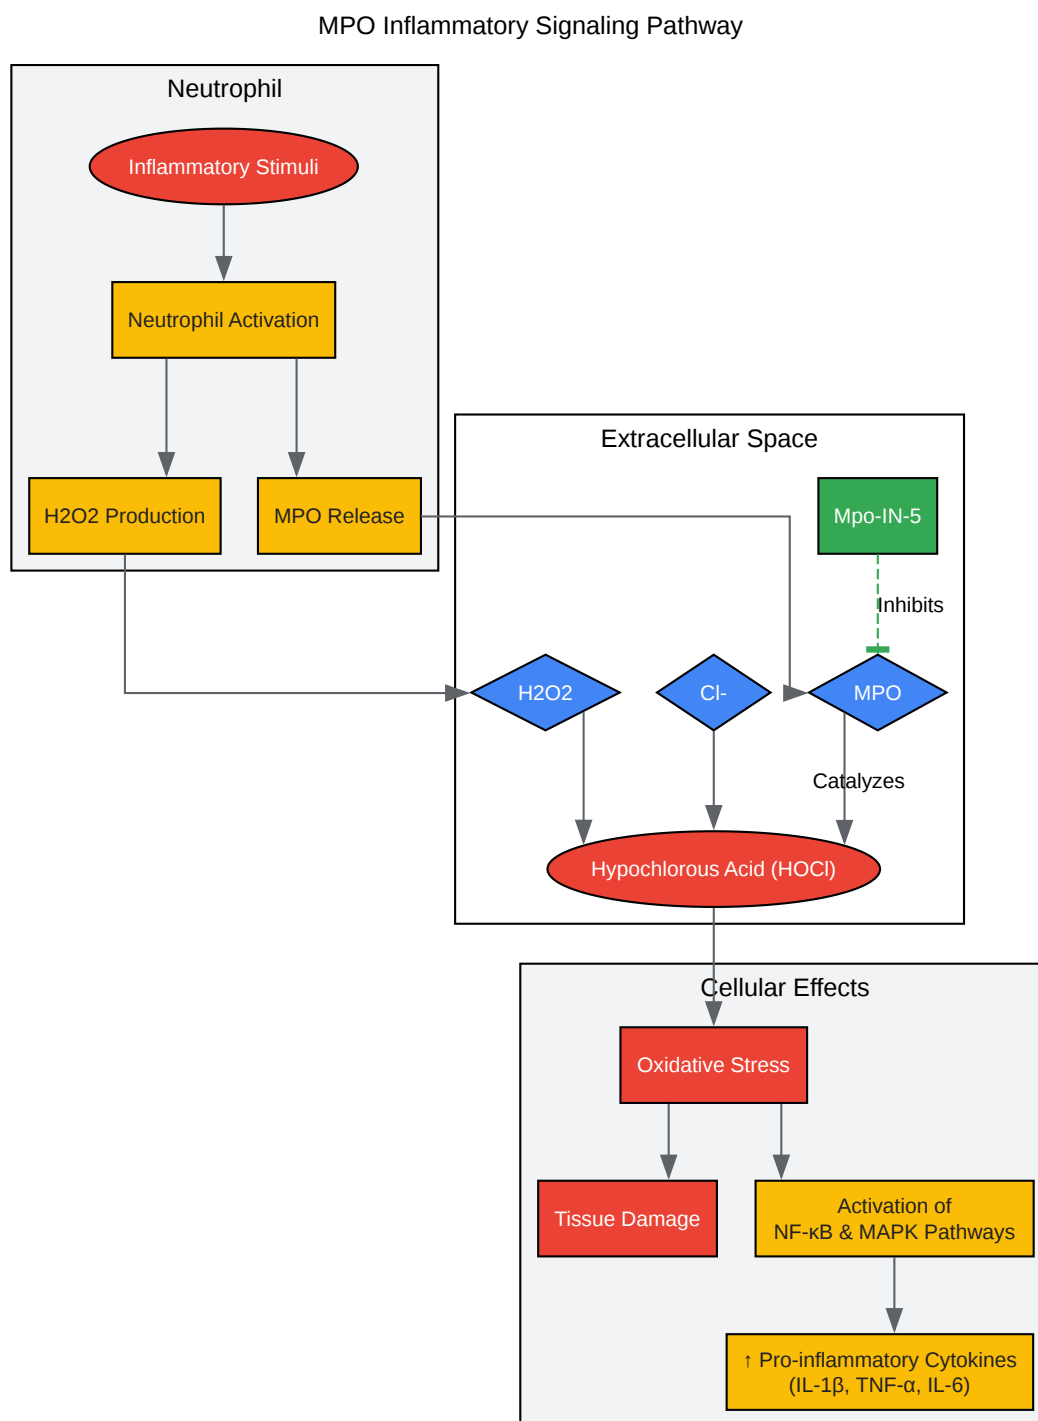 MPO Inflammatory Signaling Pathway
Neutrophil
Inflammatory Stimuli
Neutrophil Activation
H2O2 Production
MPO Release
Extracellular Space
Mpo-IN-5
Inhibits
H2O2
Cl-
MPO
Catalyzes
Hypochlorous Acid (HOCl)
Cellular Effects
Oxidative Stress
Tissue Damage
Activation of
NF-κB & MAPK Pathways
↑ Pro-inflammatory Cytokines
(IL-1β, TNF-α, IL-6)